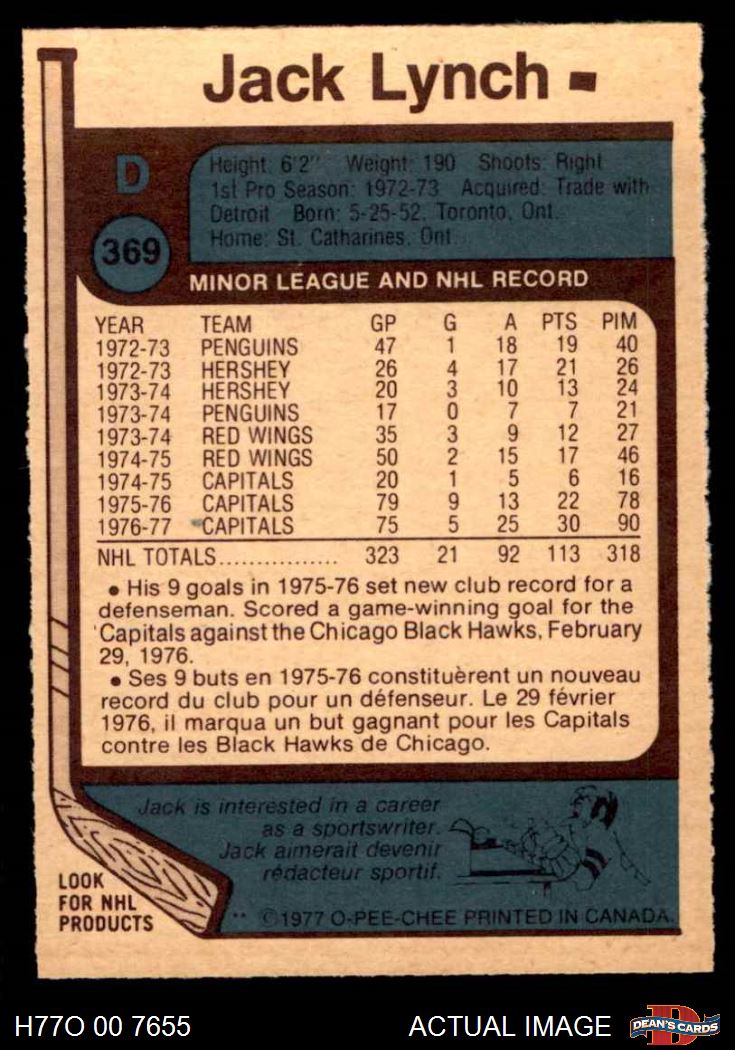 Jack Lynch
D
369
Height: 6'2" Weight: 190 Shoots: Right
1st Pro Season: 1972-73 Acquired: Trade with
Detroit Born: 5-25-52, Toronto, Ont.
Home: St. Catharines, Ont.
MINOR LEAGUE AND NHL RECORD
YEAR TEAM GP G A PTS PIM
1972-73 PENGUINS 47 1 18 19 40
1972-73 HERSHEY 26 4 17 21 26
1973-74 HERSHEY 20 3 10 13 24
1973-74 PENGUINS 17 0 7 7 21
1973-74 RED WINGS 35 3 9 12 27
1974-75 RED WINGS 50 2 15 17 46
1974-75 CAPITALS 20 1 5 6 16
1975-76 CAPITALS 79 9 13 22 78
1976-77 CAPITALS 75 5 25 30 90
NHL TOTALS................ 323 21 92 113 318
• His 9 goals in 1975-76 set new club record for a
defenseman. Scored a game-winning goal for the
Capitals against the Chicago Black Hawks, February
29, 1976.
• Ses 9 buts en 1975-76 constituèrent un nouveau
record du club pour un défenseur. Le 29 février
1976, il marqua un but gagnant pour les Capitals
contre les Black Hawks de Chicago.
Jack is interested in a career
as a sportswriter.
Jack aimerait devenir
rédacteur sportif.
LOOK
FOR NHL
PRODUCTS
** ©1977 O-PEE-CHEE PRINTED IN CANADA.
H77O 00 7655
ACTUAL IMAGE
D
DEAN'S CARDS